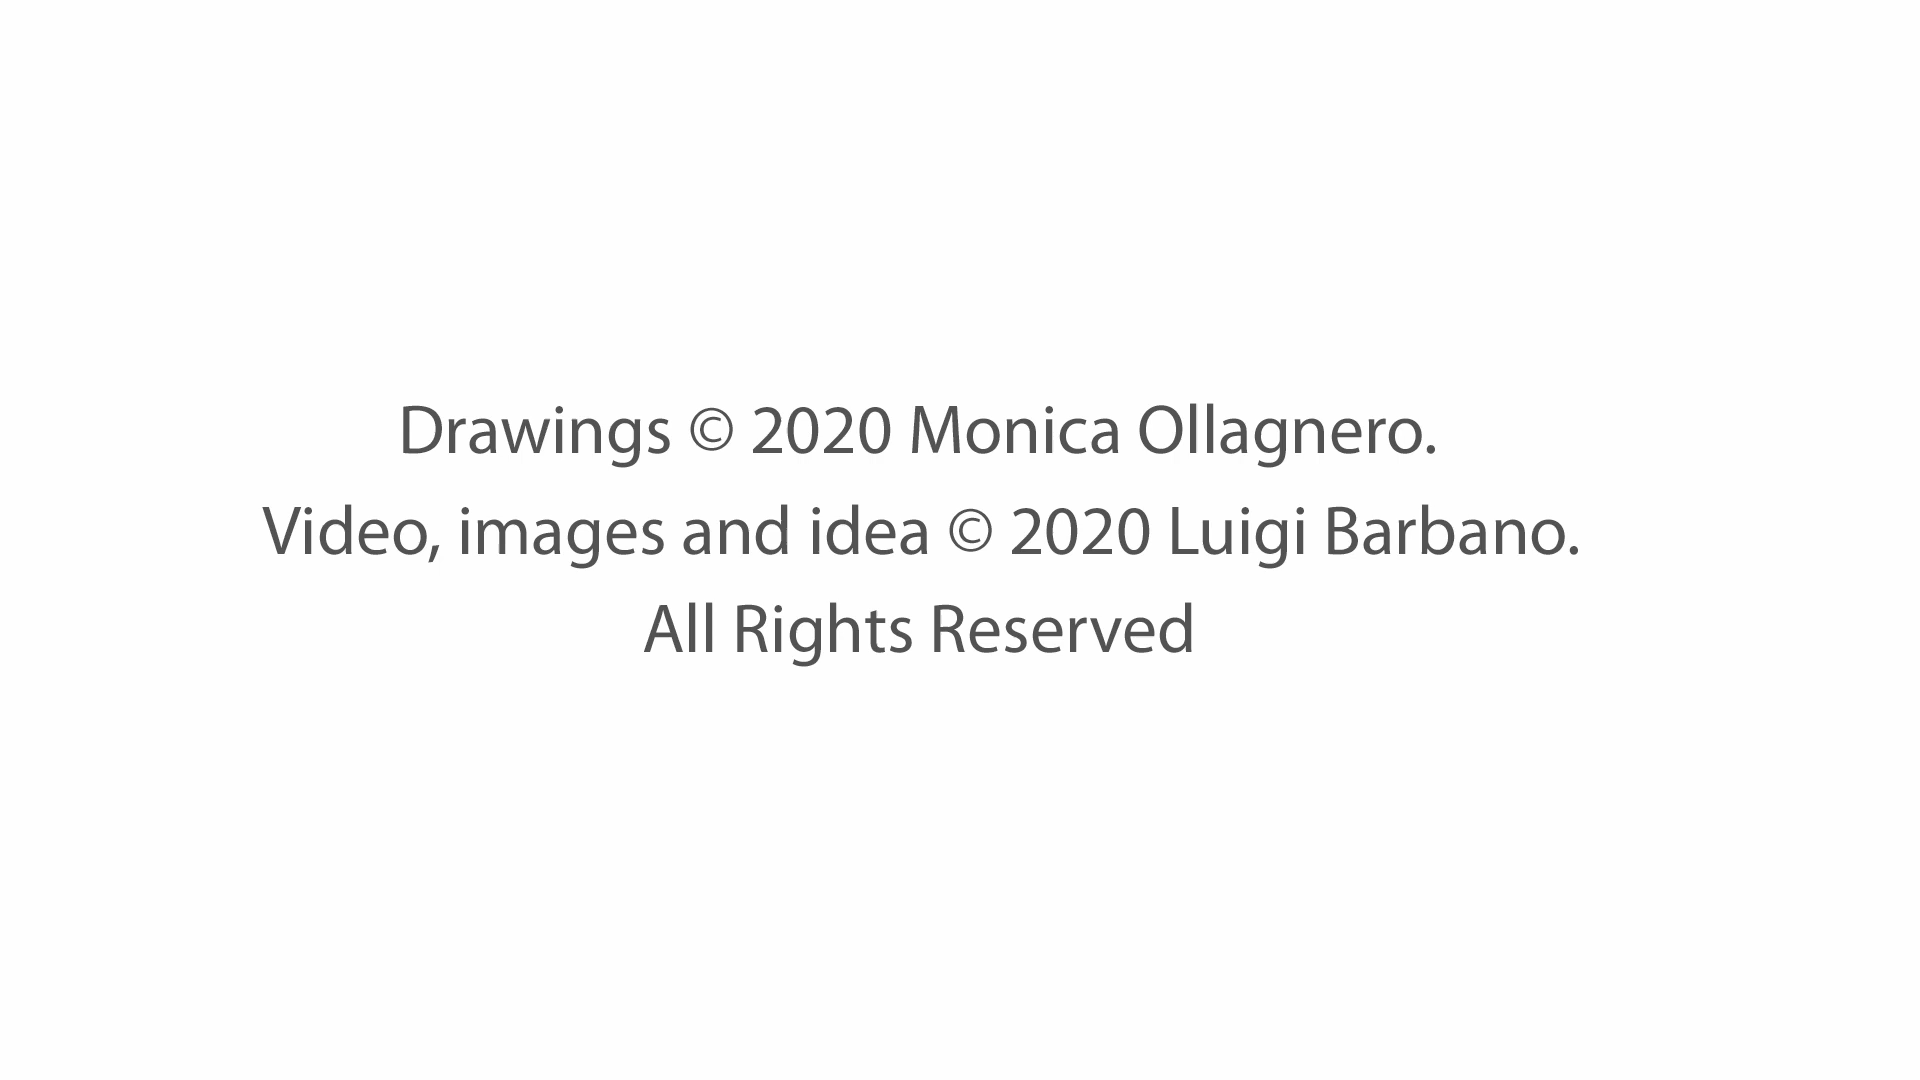 Drawings © 2020 Monica Ollagnero.
Video, images and idea © 2020 Luigi Barbano.
All Rights Reserved